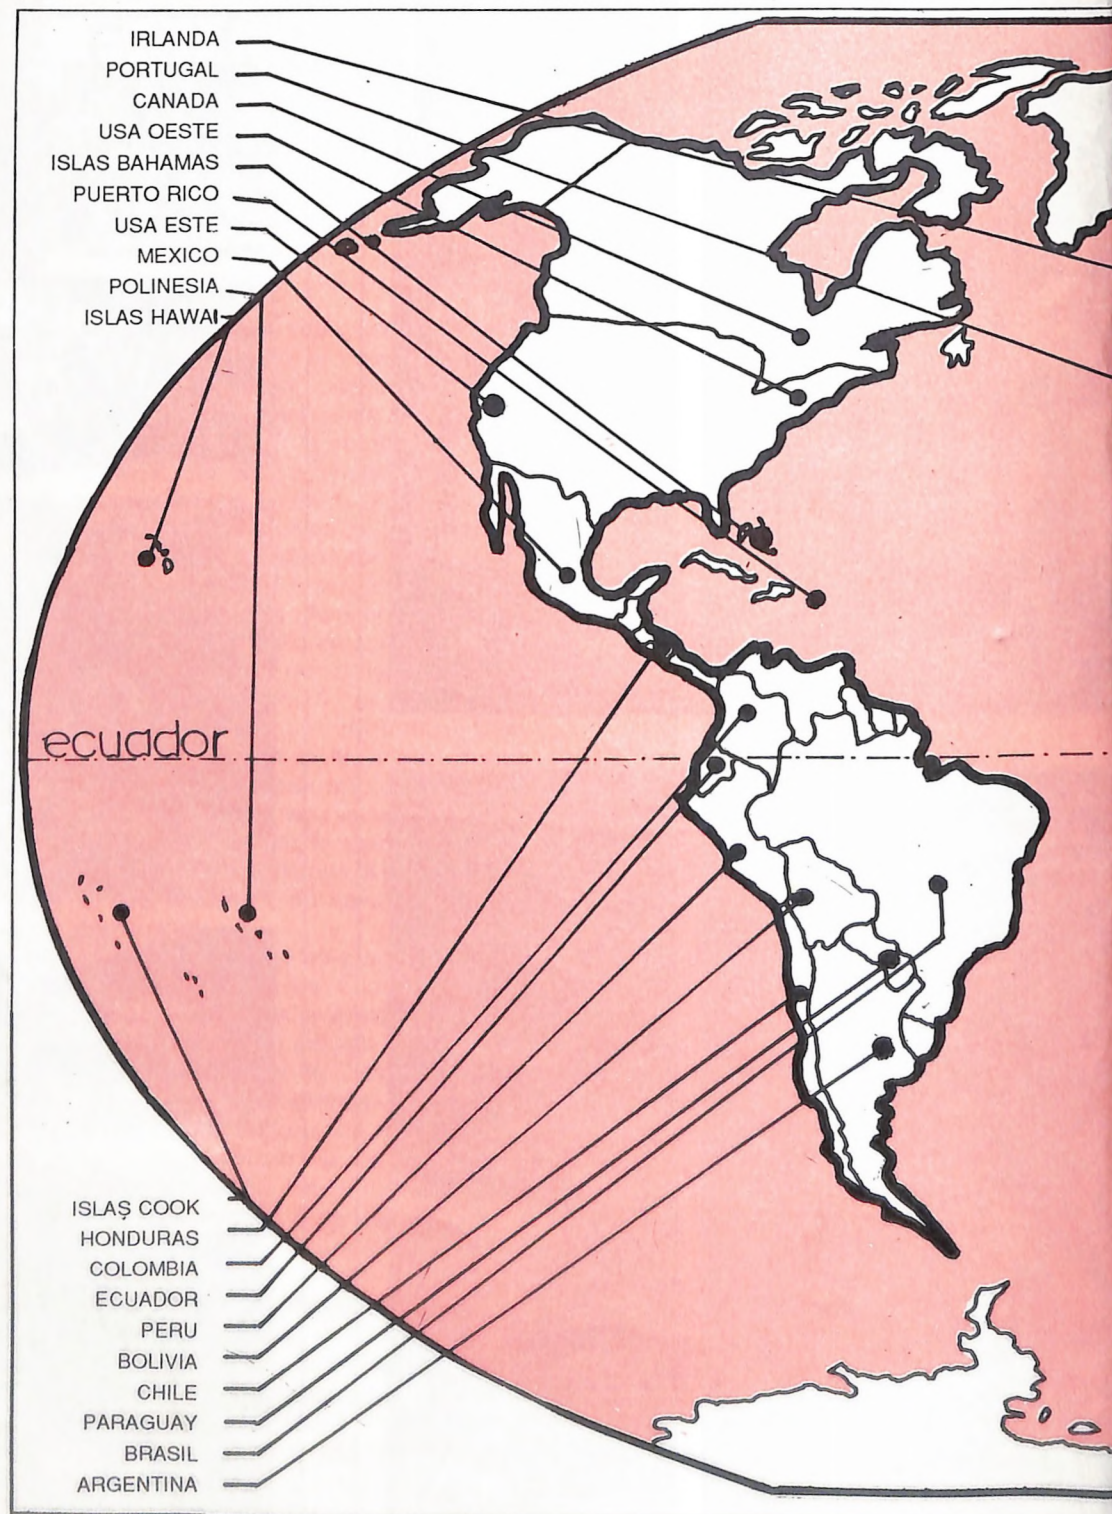 IRLANDA
PORTUGAL
CANADA
USA OESTE
ISLAS BAHAMAS
PUERTO RICO
USA ESTE
MEXICO
POLINESIA
ISLAS HAWAI
ecuador
ISLAS COOK
HONDURAS
COLOMBIA
ECUADOR
PERU
BOLIVIA
CHILE
PARAGUAY
BRASIL
ARGENTINA